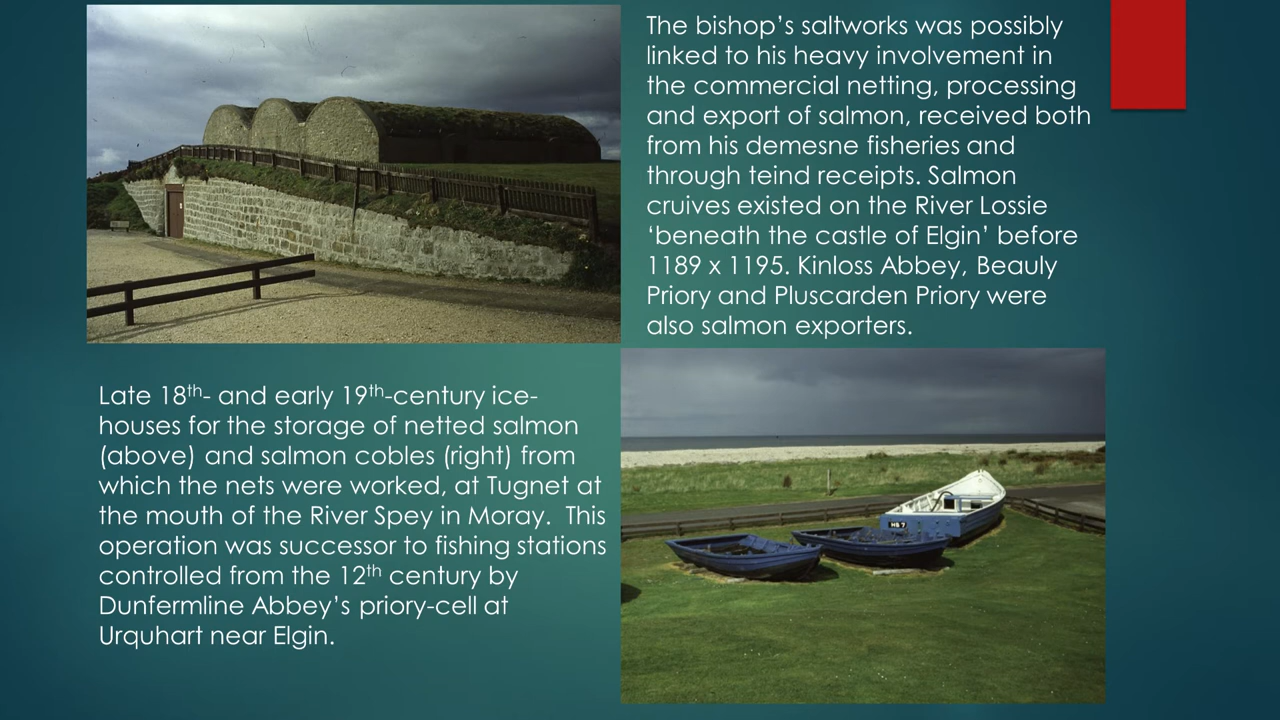 The bishop’s saltworks was possibly
linked to his heavy involvement in
the commercial netting, processing
and export of salmon, received both
from his demesne fisheries and
through teind receipts. Salmon
cruives existed on the River Lossie
‘beneath the castle of Elgin’ before
1189 x 1195. Kinloss Abbey, Beauly
Priory and Pluscarden Priory were
also salmon exporters.
Late 18th- and early 19th-century ice-
houses for the storage of netted salmon
(above) and salmon cobles (right) from
which the nets were worked, at Tugnet at
the mouth of the River Spey in Moray.  This
operation was successor to fishing stations
controlled from the 12th century by
Dunfermline Abbey’s priory-cell at
Urquhart near Elgin.
HB 7